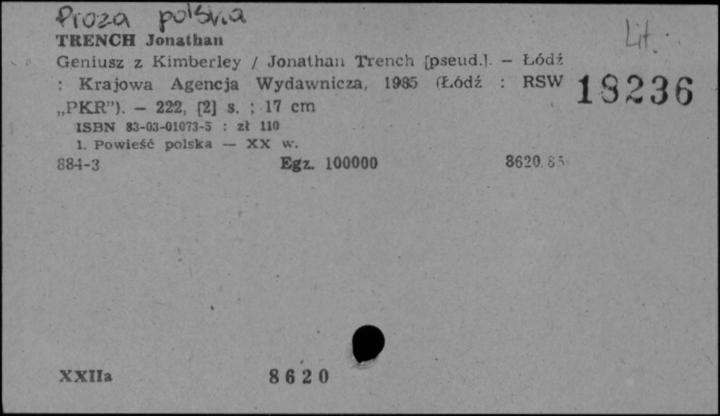 Proza polska
Lit.
TRENCH Jonathan
Geniusz z Kimberley / Jonathan Trench [pseud.]. — Łódź
: Krajowa Agencja Wydawnicza, 1985 (Łódź : RSW
„PKR”). — 222, [2] s. ; 17 cm
18236
ISBN 83-03-01073-5 : zł 110
1. Powieść polska — XX w.
884-3 Egz. 100000 8620.85
XXIIa 8620